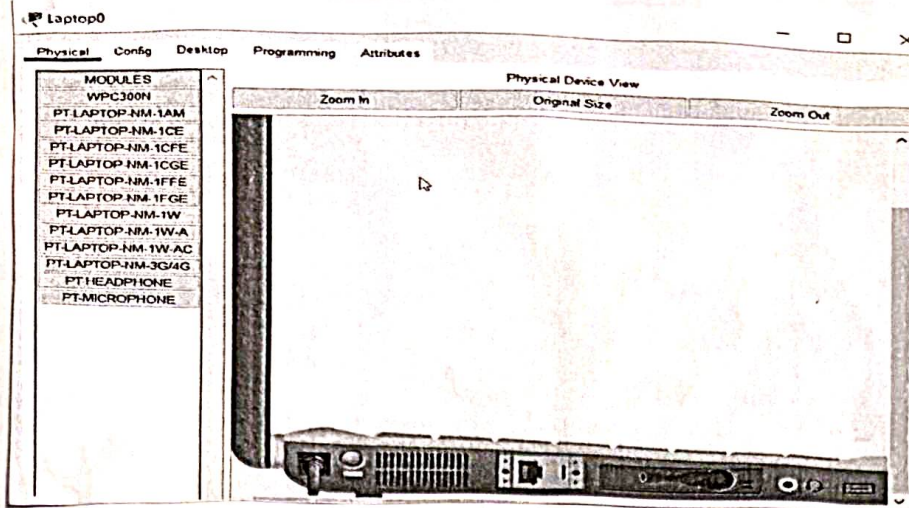 Laptop0
Physical Config Desktop Programming Attributes
MODULES
WPC300N
PT-LAPTOP-NM-1AM
PT-LAPTOP-NM-1CE
PT-LAPTOP-NM-1CFE
PT-LAPTOP-NM-1CGE
PT-LAPTOP-NM-1FFE
PT-LAPTOP-NM-1FGE
PT-LAPTOP-NM-1W
PT-LAPTOP-NM-1W-A
PT-LAPTOP-NM-1W-AC
PT-LAPTOP-NM-3G/4G
PT HEADPHONE
PT-MICROPHONE
Physical Device View
Zoom In Original Size Zoom Out